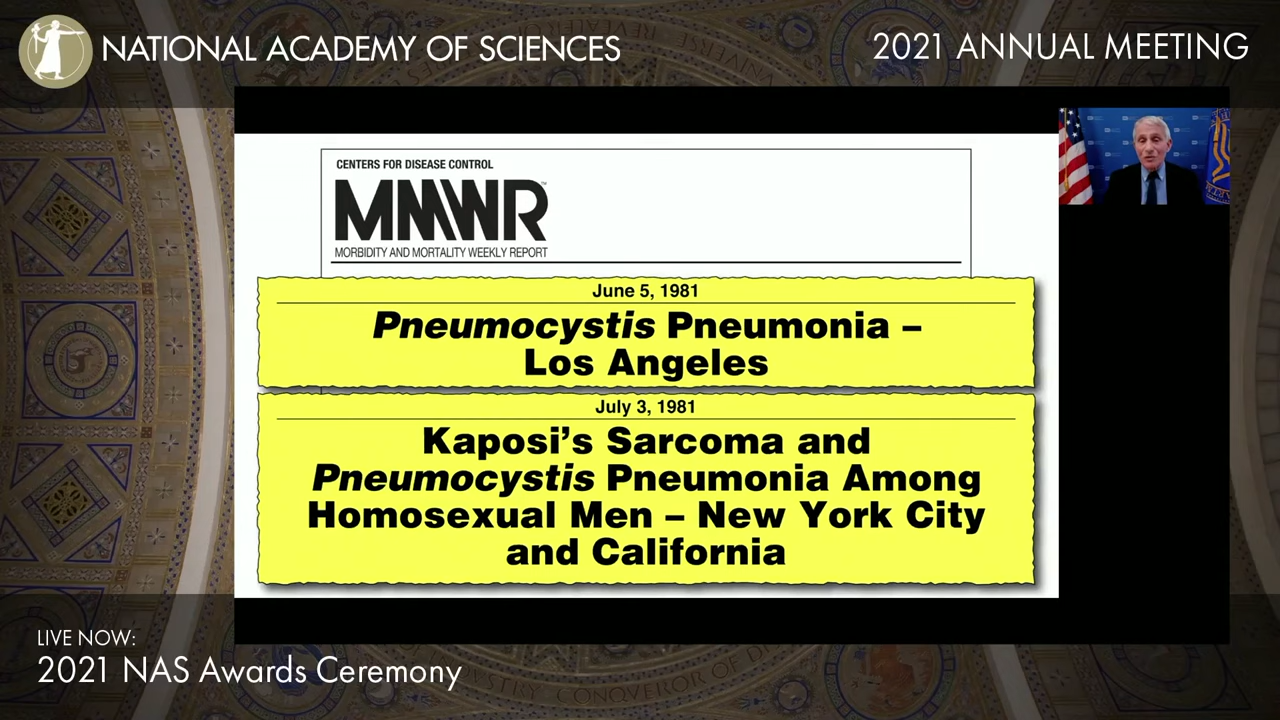 NATIONAL ACADEMY OF SCIENCES
2021 ANNUAL MEETING
CENTERS FOR DISEASE CONTROL
MMWR
MORBIDITY AND MORTALITY WEEKLY REPORT
June 5, 1981
Pneumocystis Pneumonia –
Los Angeles
July 3, 1981
Kaposi’s Sarcoma and
Pneumocystis Pneumonia Among
Homosexual Men – New York City
and California
LIVE NOW:
2021 NAS Awards Ceremony